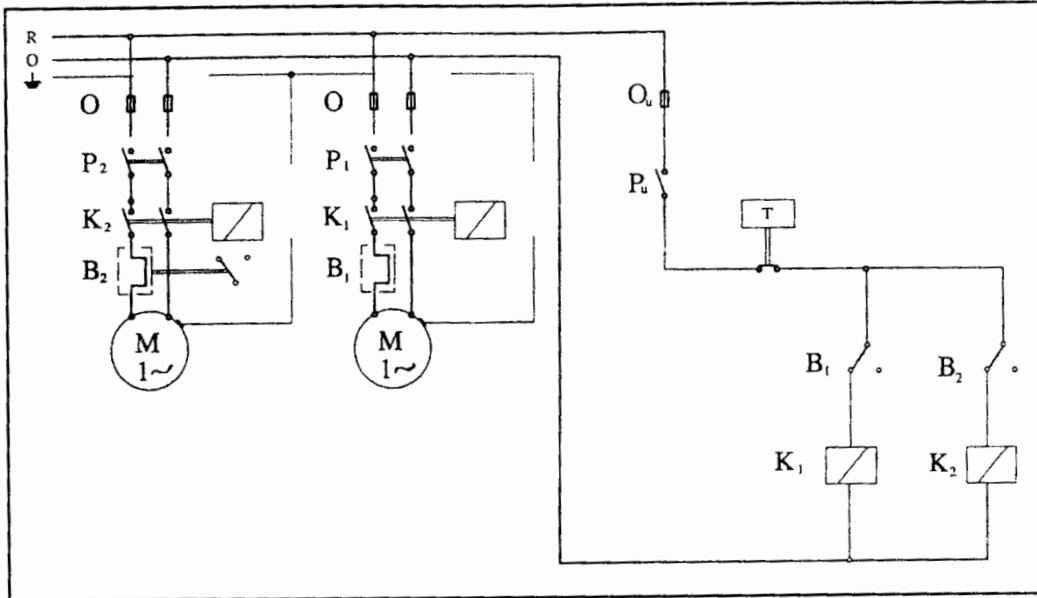 R
O
O
O
Oᵤ
P₂
P₁
Pᵤ
K₂
K₁
T
B₂
B₁
M
1~
M
1~
B₁
B₂
K₁
K₂